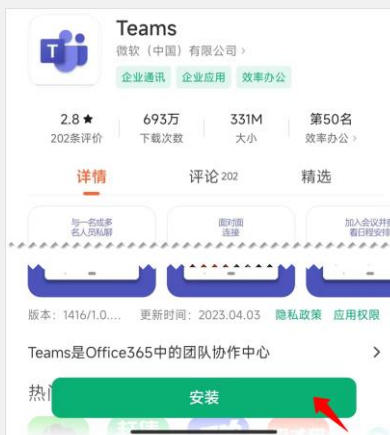 Teams
微软（中国）有限公司 >
企业通讯 企业应用 效率办公
2.8★ 693万 331M 第50名
202条评价 下载次数 大小 效率办公 >
详情 评论 202 精选
与一名或多 面对面 加入会议并
名人员私聊 连接 看日程安排
版本：1416/1.0.... 更新时间：2023.04.03 隐私政策 应用权限
Teams是Office365中的团队协作中心 >
热门
安装